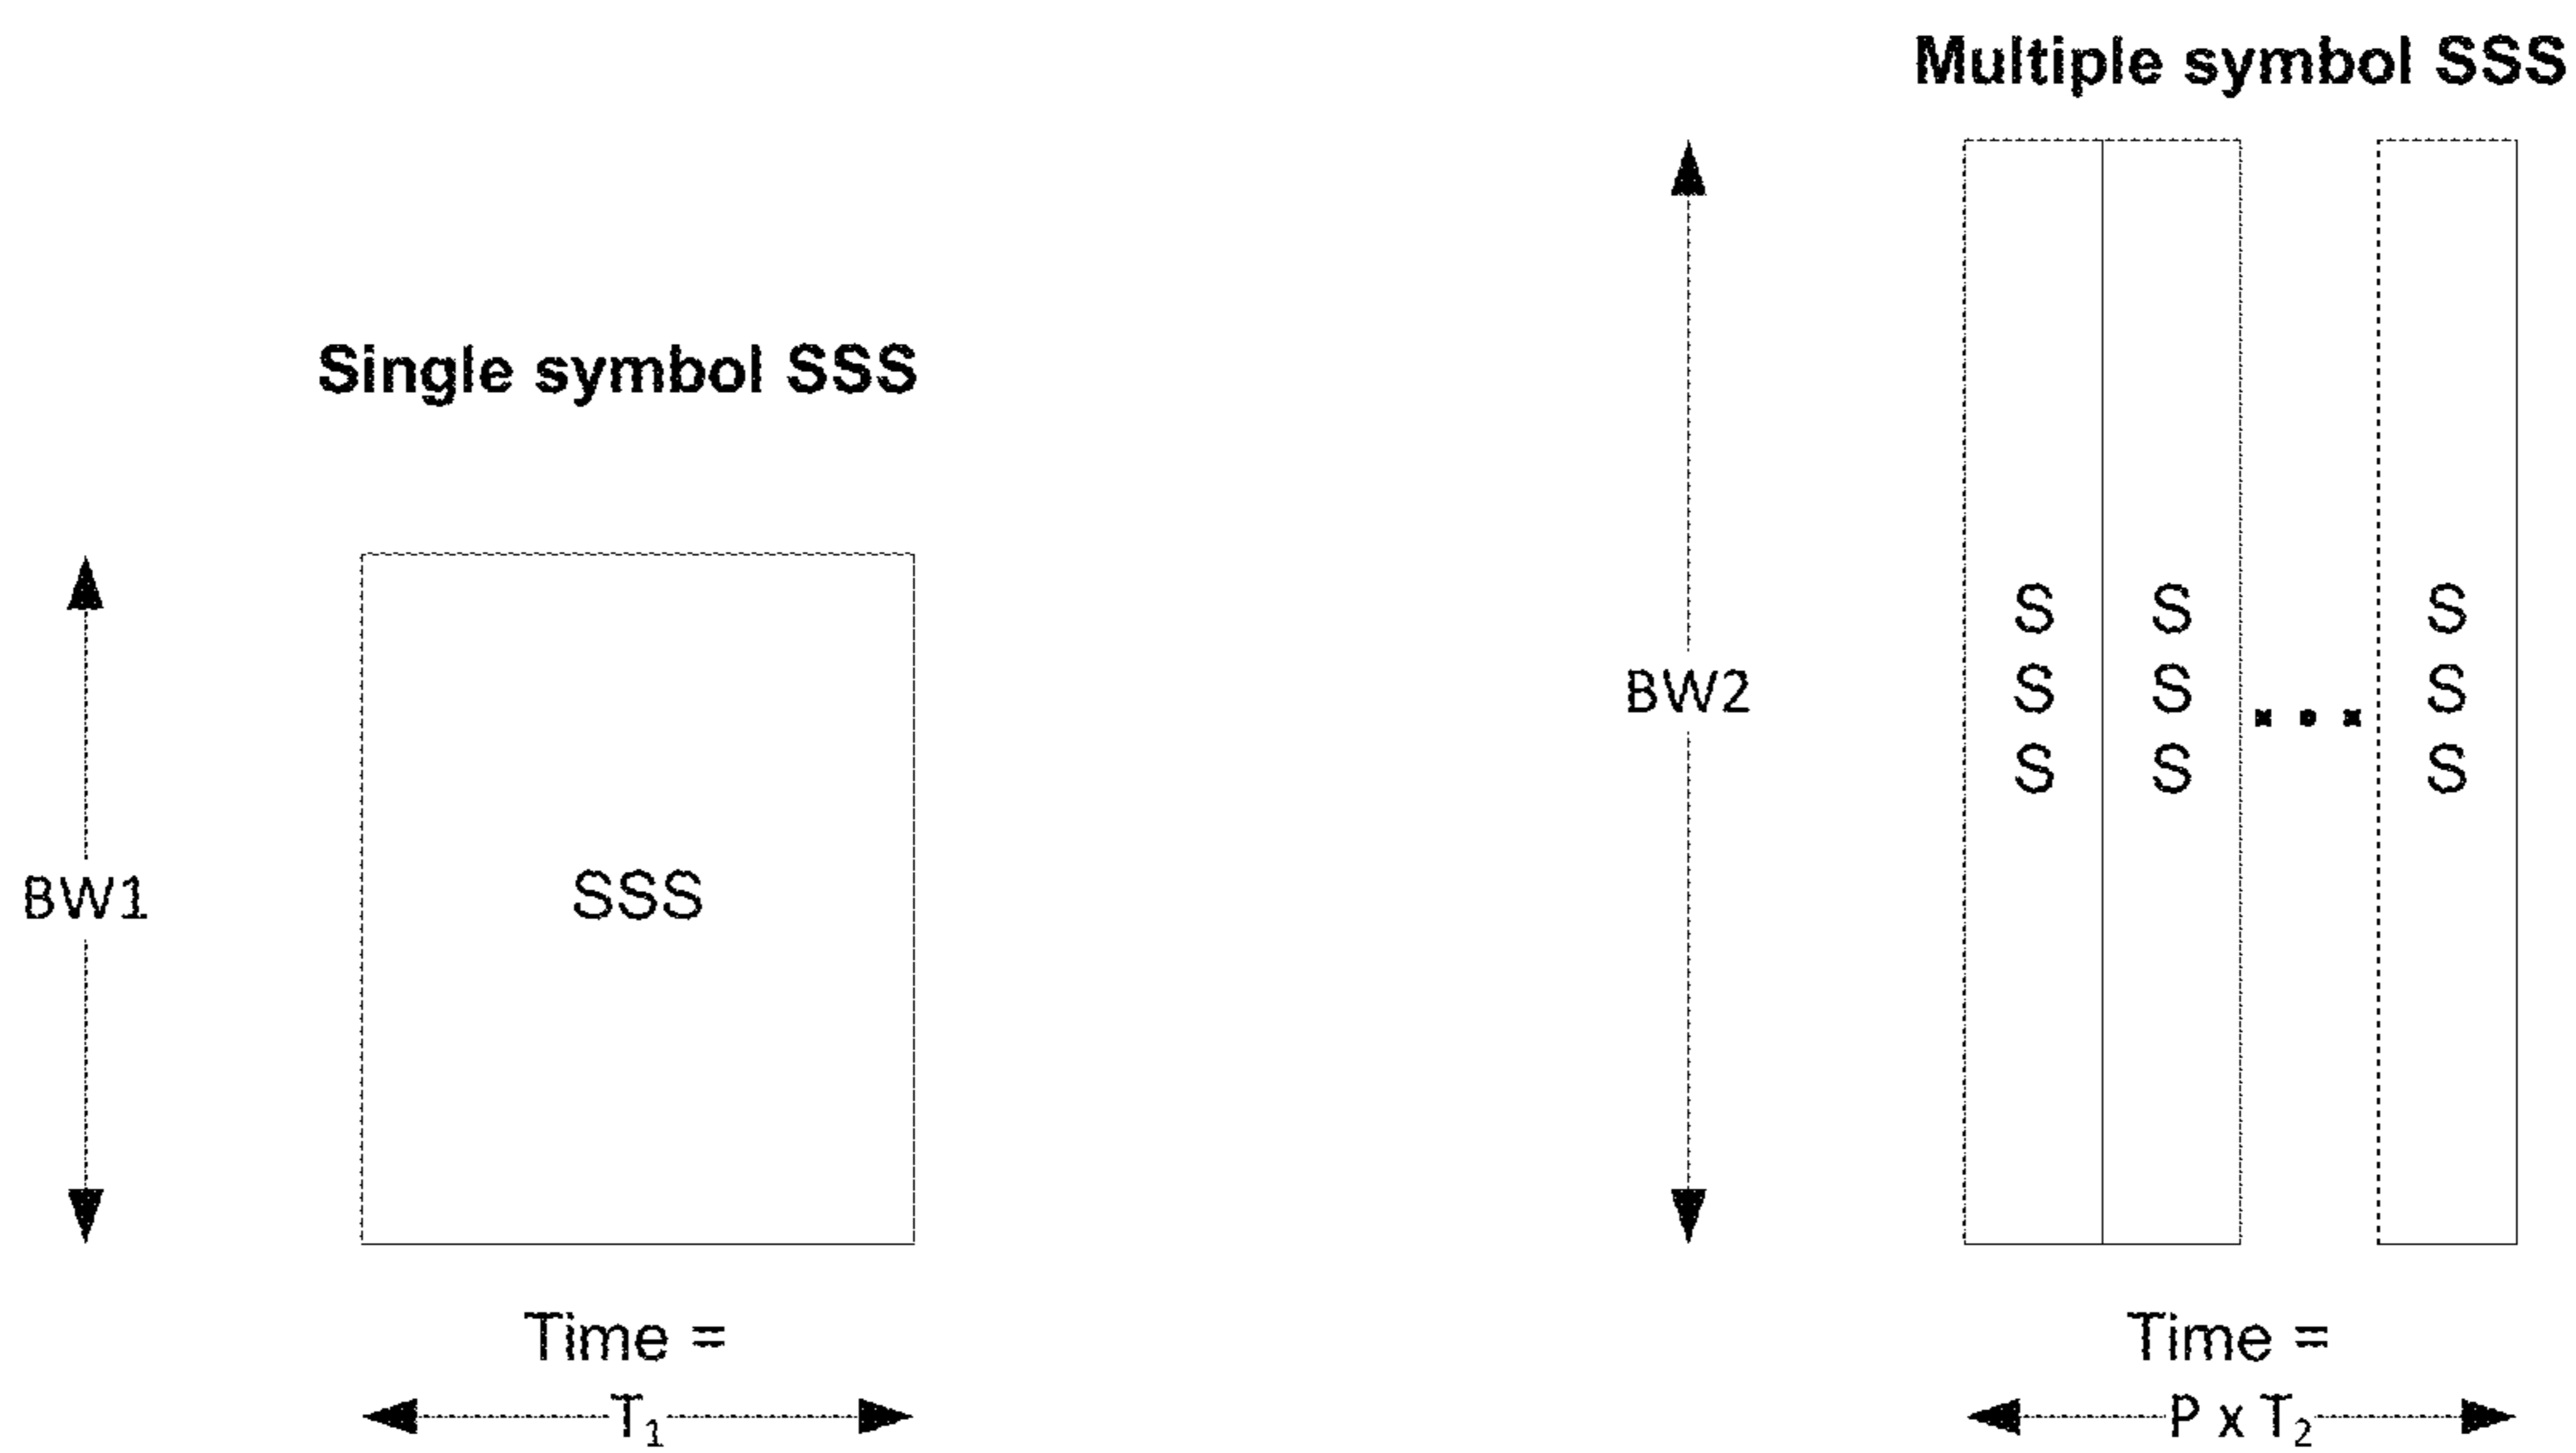 Multiple symbol SSS
Single symbol SSS
BW1
SSS
BW2
S S S
S S S
S S S
...
Time =
T₁
Time =
P x T₂